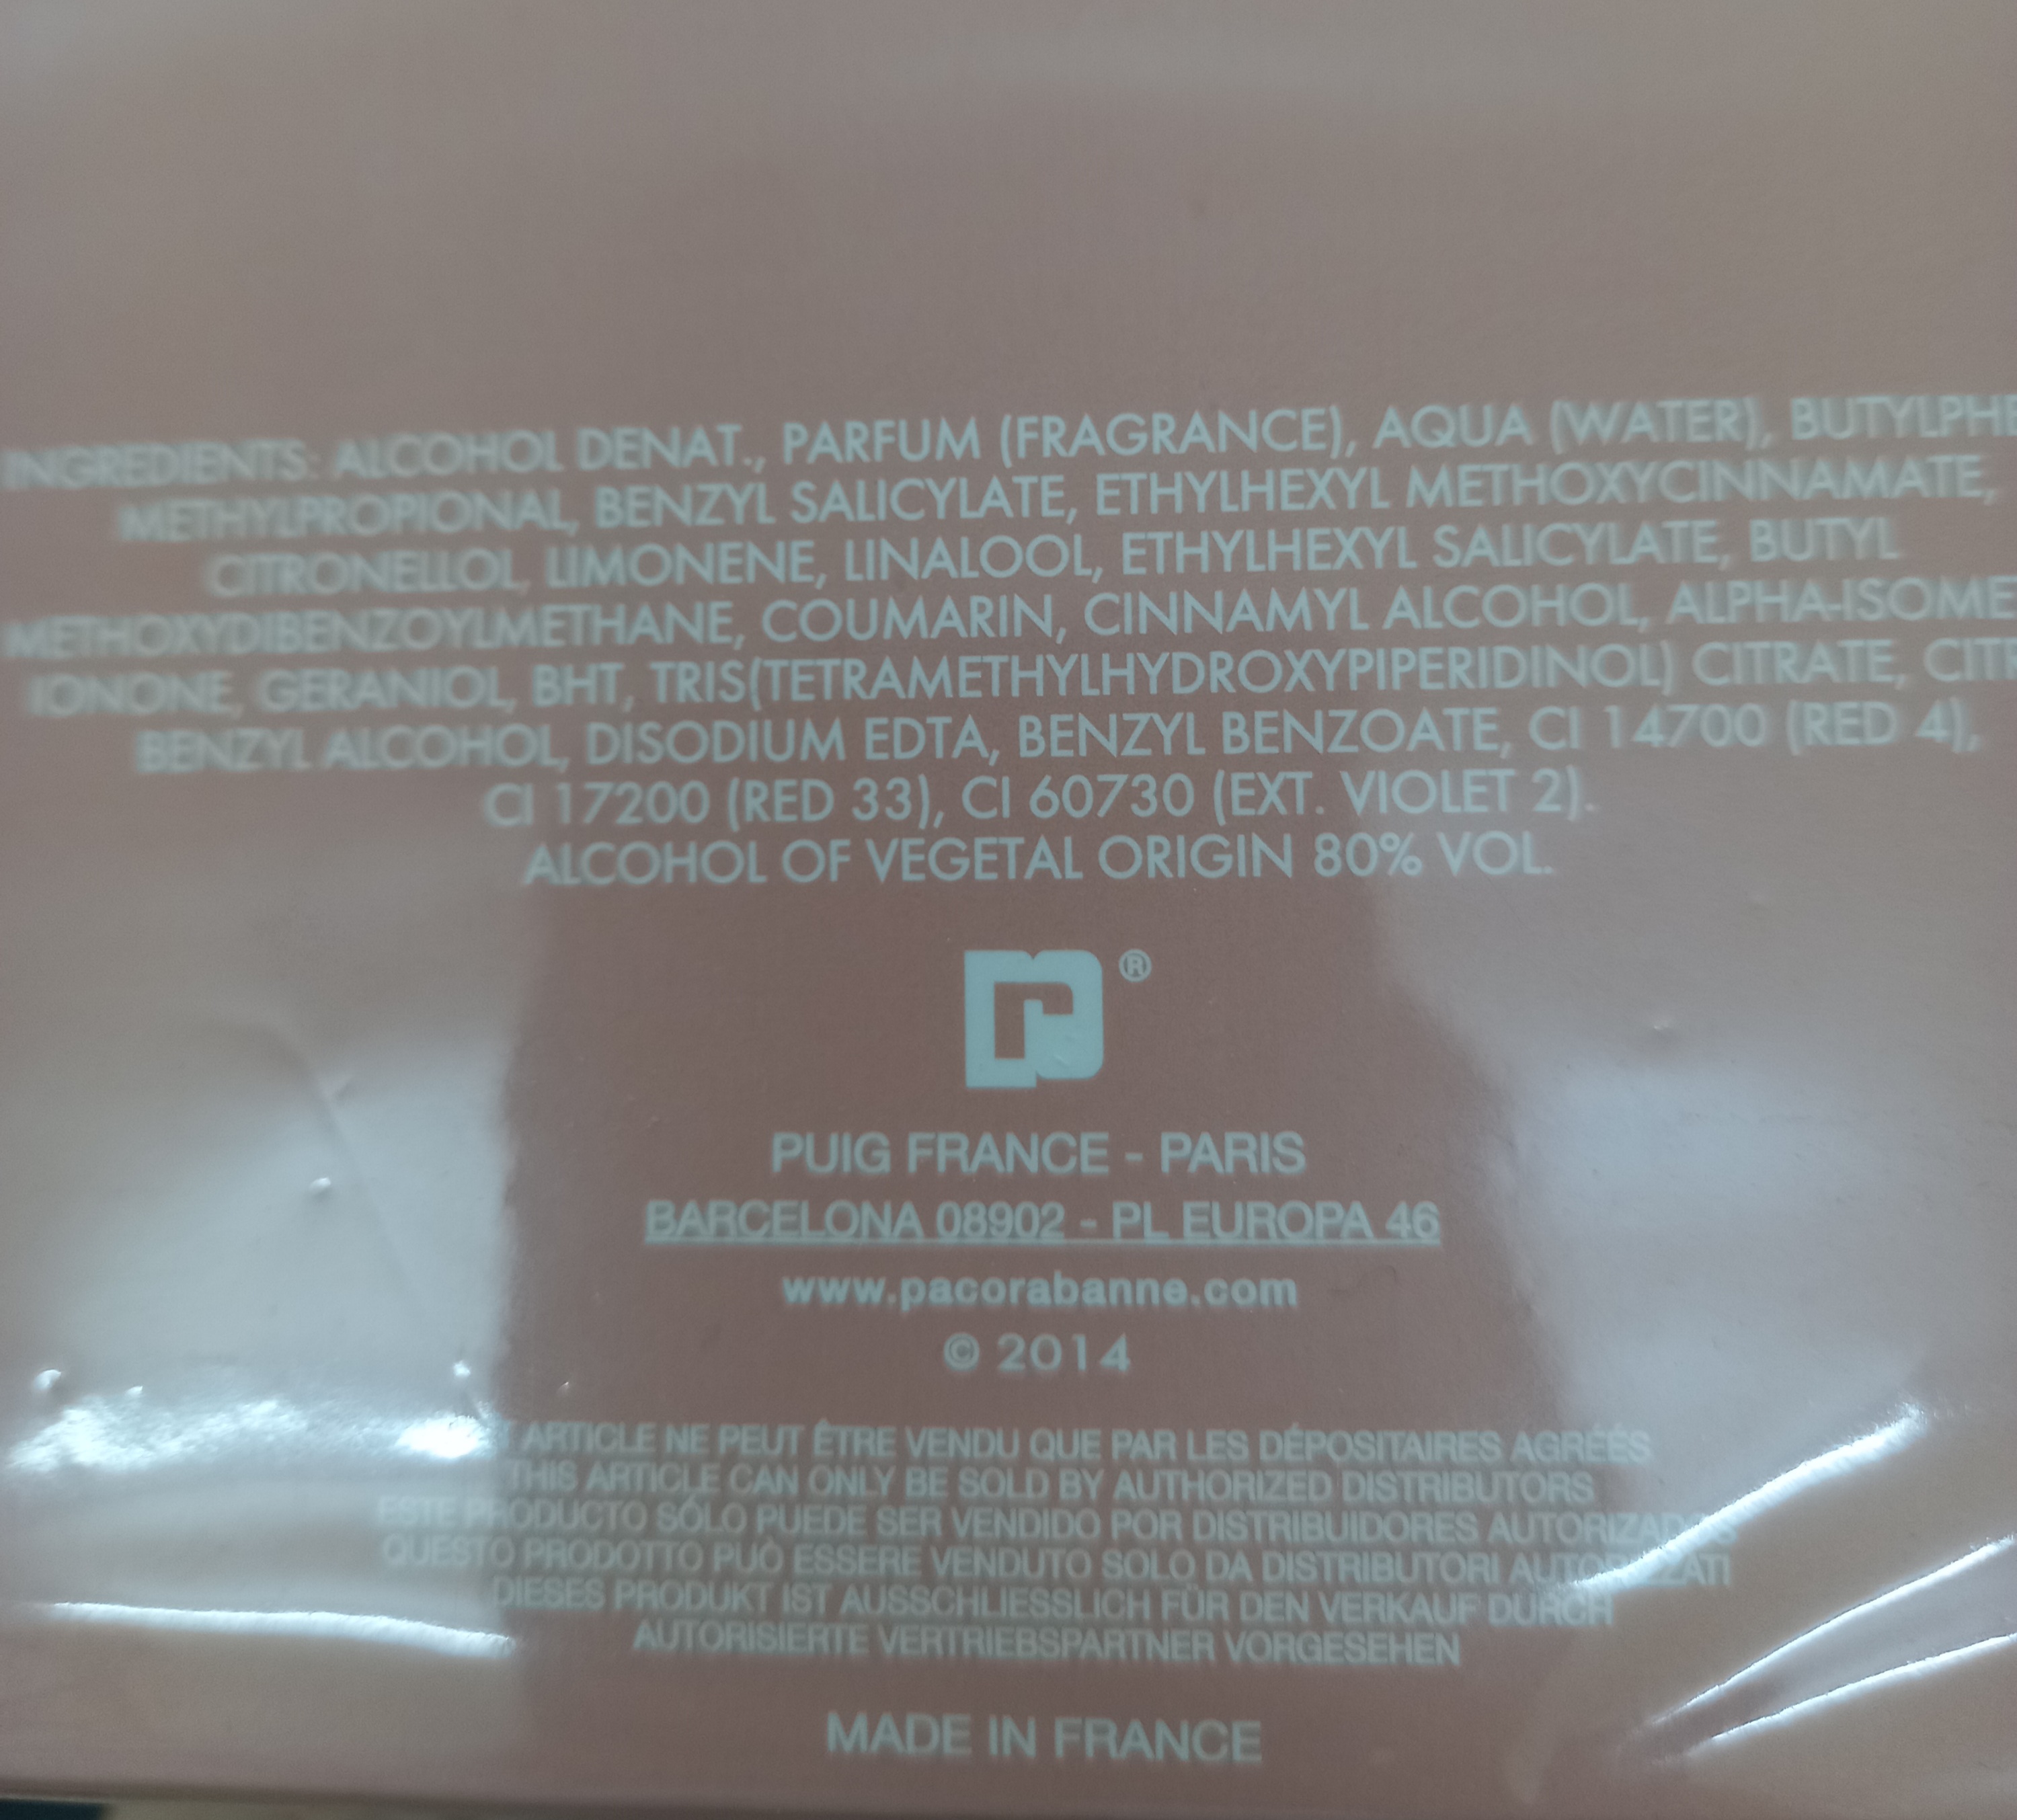 INGREDIENTS: ALCOHOL DENAT., PARFUM (FRAGRANCE), AQUA (WATER), BUTYLPHE
METHYLPROPIONAL, BENZYL SALICYLATE, ETHYLHEXYL METHOXYCINNAMATE,
CITRONELLOL, LIMONENE, LINALOOL, ETHYLHEXYL SALICYLATE, BUTYL
METHOXYDIBENZOYLMETHANE, COUMARIN, CINNAMYL ALCOHOL, ALPHA-ISOME
IONONE, GERANIOL, BHT, TRIS(TETRAMETHYLHYDROXYPIPERIDINOL) CITRATE, CITR
BENZYL ALCOHOL, DISODIUM EDTA, BENZYL BENZOATE, CI 14700 (RED 4),
CI 17200 (RED 33), CI 60730 (EXT. VIOLET 2).
ALCOHOL OF VEGETAL ORIGIN 80% VOL.
r ®
PUIG FRANCE - PARIS
BARCELONA 08902 - PL EUROPA 46
www.pacorabanne.com
© 2014
ARTICLE NE PEUT ÊTRE VENDU QUE PAR LES DÉPOSITAIRES AGRÉÉS
THIS ARTICLE CAN ONLY BE SOLD BY AUTHORIZED DISTRIBUTORS
ESTE PRODUCTO SÓLO PUEDE SER VENDIDO POR DISTRIBUIDORES AUTORIZADOS
QUESTO PRODOTTO PUÒ ESSERE VENDUTO SOLO DA DISTRIBUTORI AUTORIZZATI
DIESES PRODUKT IST AUSSCHLIESSLICH FÜR DEN VERKAUF DURCH
AUTORISIERTE VERTRIEBSPARTNER VORGESEHEN
MADE IN FRANCE